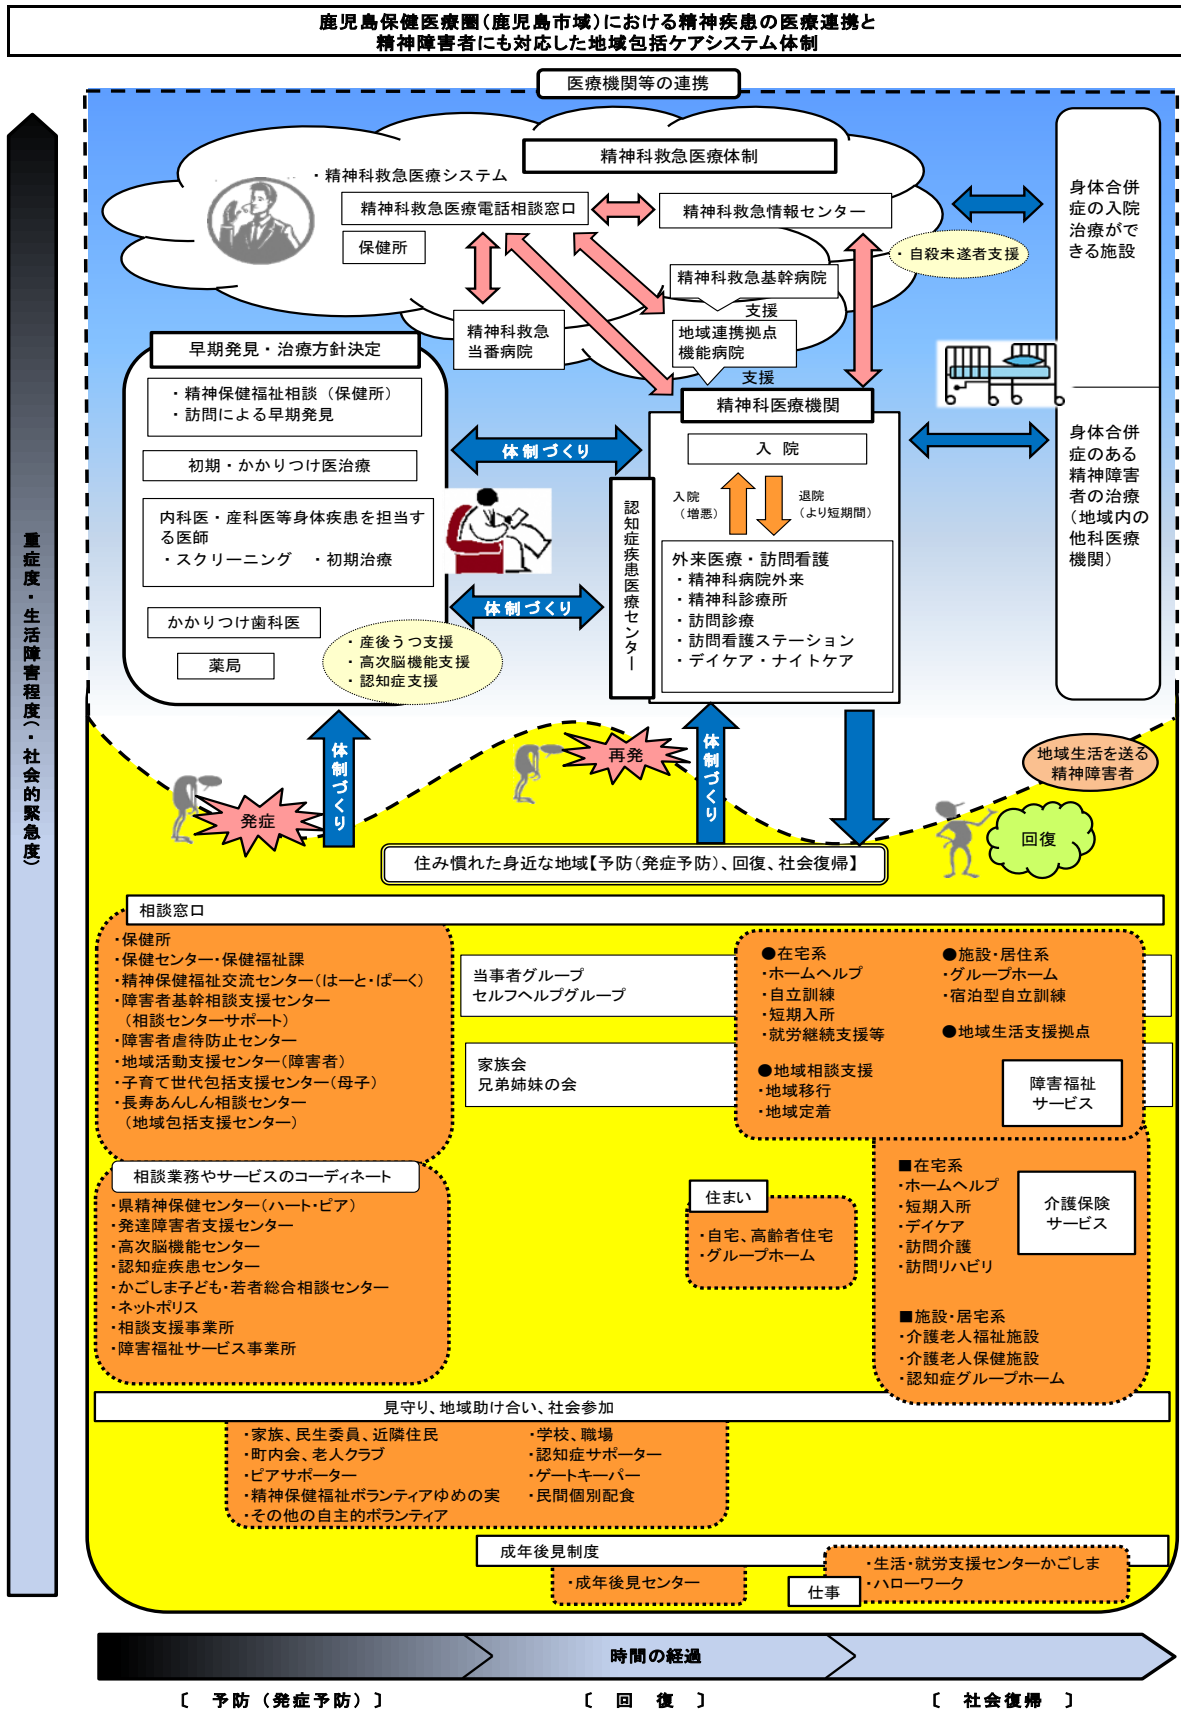 鹿児島保健医療圏(鹿児島市域)における精神疾患の医療連携と
精神障害者にも対応した地域包括ケアシステム体制
医療機関等の連携
精神科救急医療体制
・精神科救急医療システム
精神科救急医療電話相談窓口
精神科救急情報センター
保健所
・自殺未遂者支援
精神科救急基幹病院
支援
精神科救急
当番病院
地域連携拠点
機能病院
支援
身体合併
症の入院
治療がで
きる施設
身体合併
症のある
精神障害
者の治療
(地域内の
他科医療
機関)
早期発見・治療方針決定
・精神保健福祉相談(保健所)
・訪問による早期発見
初期・かかりつけ医治療
内科医・産科医等身体疾患を担当す
る医師
・スクリーニング ・初期治療
かかりつけ歯科医
薬局
・産後うつ支援
・高次脳機能支援
・認知症支援
体制づくり
体制づくり
認知症疾患医療センター
精神科医療機関
入 院
入院
(増悪)
退院
(より短期間)
外来医療・訪問看護
・精神科病院外来
・精神科診療所
・訪問診療
・訪問看護ステーション
・デイケア・ナイトケア
重症度・生活障害程度(・社会的緊急度)
体制づくり
体制づくり
発症
再発
地域生活を送る
精神障害者
回復
住み慣れた身近な地域【予防(発症予防)、回復、社会復帰】
相談窓口
・保健所
・保健センター・保健福祉課
・精神保健福祉交流センター(はーと・ぱーく)
・障害者基幹相談支援センター
(相談センターサポート)
・障害者虐待防止センター
・地域活動支援センター(障害者)
・子育て世代包括支援センター(母子)
・長寿あんしん相談センター
(地域包括支援センター)
当事者グループ
セルフヘルプグループ
家族会
兄弟姉妹の会
●在宅系
・ホームヘルプ
・自立訓練
・短期入所
・就労継続支援等
●地域相談支援
・地域移行
・地域定着
●施設・居住系
・グループホーム
・宿泊型自立訓練
●地域生活支援拠点
障害福祉
サービス
相談業務やサービスのコーディネート
・県精神保健センター(ハート・ピア)
・発達障害者支援センター
・高次脳機能センター
・認知症疾患センター
・かごしま子ども・若者総合相談センター
・ネットポリス
・相談支援事業所
・障害福祉サービス事業所
住まい
・自宅、高齢者住宅
・グループホーム
■在宅系
・ホームヘルプ
・短期入所
・デイケア
・訪問介護
・訪問リハビリ
介護保険
サービス
■施設・居宅系
・介護老人福祉施設
・介護老人保健施設
・認知症グループホーム
見守り、地域助け合い、社会参加
・家族、民生委員、近隣住民
・町内会、老人クラブ
・ピアサポーター
・精神保健福祉ボランティアゆめの実
・その他の自主的ボランティア
・学校、職場
・認知症サポーター
・ゲートキーパー
・民間個別配食
成年後見制度
・成年後見センター
・生活・就労支援センターかごしま
・ハローワーク
仕事
時間の経過
〔 予防(発症予防)〕
〔 回 復 〕
〔 社会復帰 〕